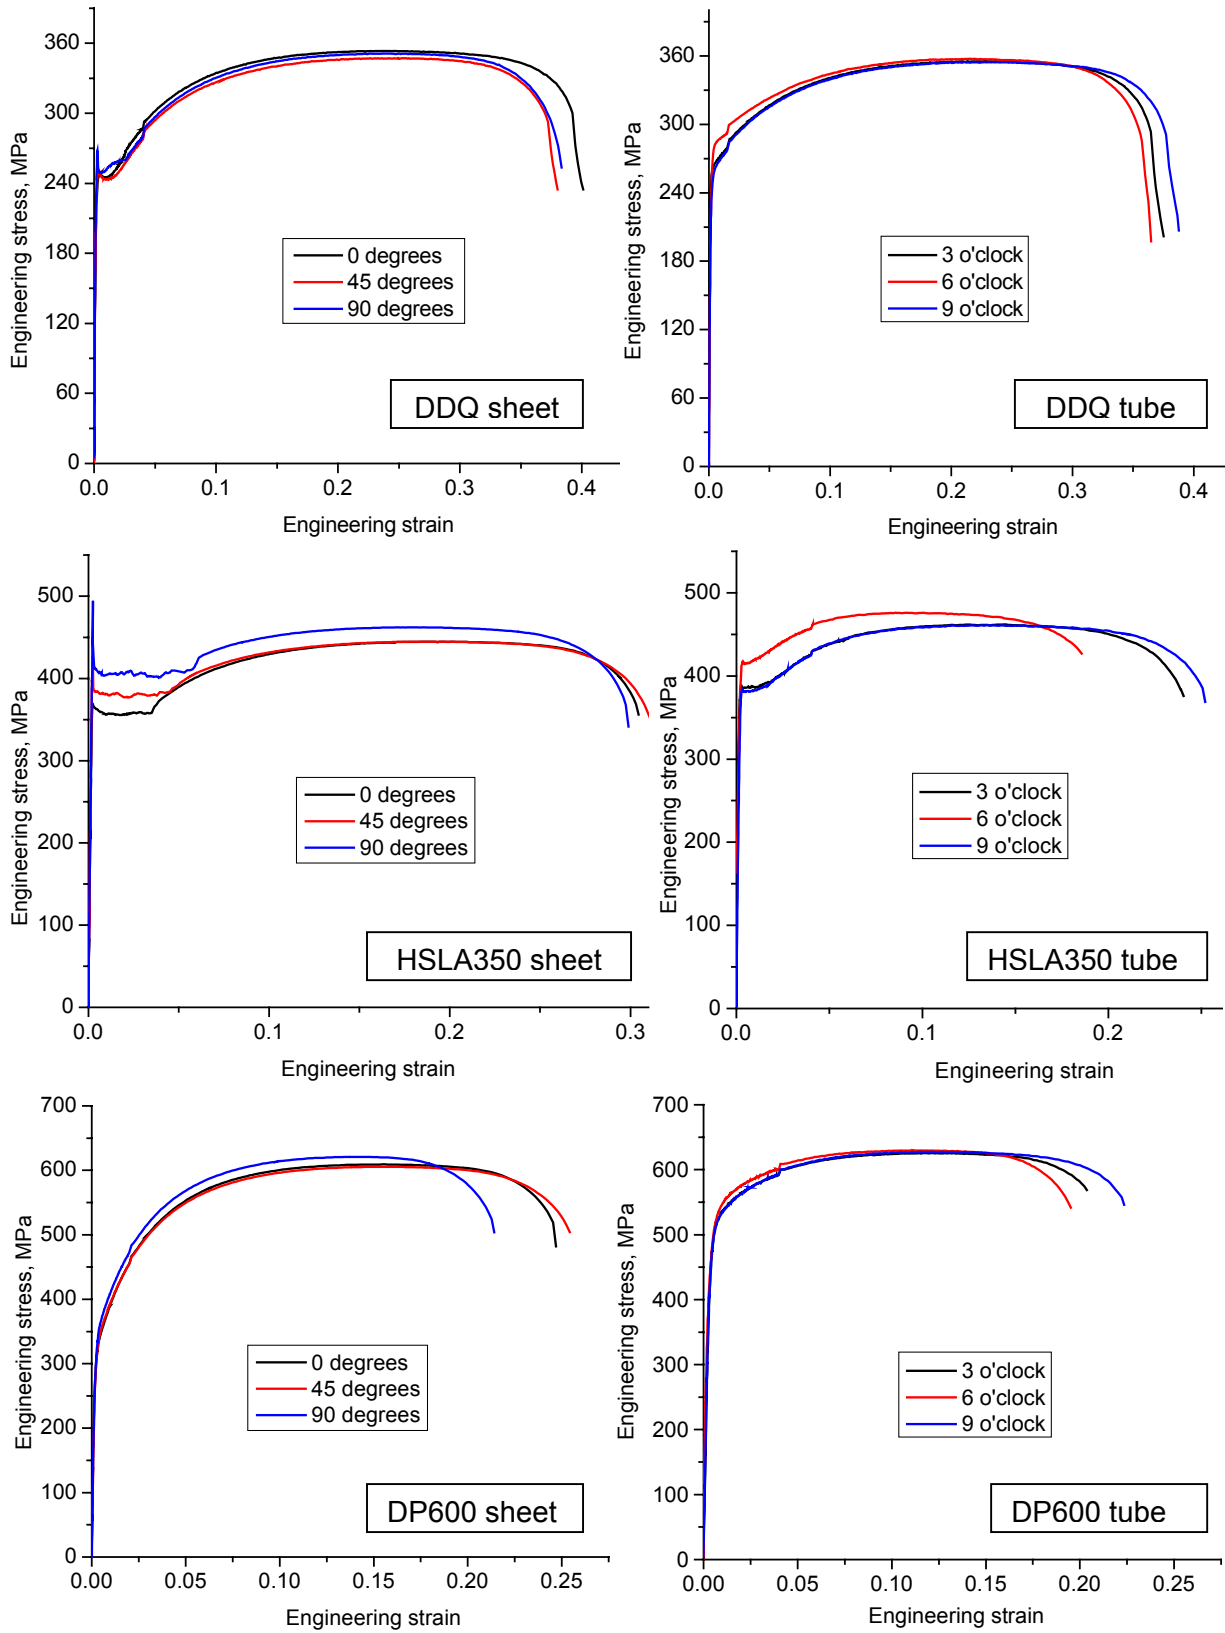 360
300
240
180
120
60
0
Engineering stress, MPa
0 degrees
45 degrees
90 degrees
DDQ sheet
0.0 0.1 0.2 0.3 0.4
Engineering strain
360
300
240
180
120
60
0
Engineering stress, MPa
3 o'clock
6 o'clock
9 o'clock
DDQ tube
0.0 0.1 0.2 0.3 0.4
Engineering strain
500
400
300
200
100
0
Engineering stress, MPa
0 degrees
45 degrees
90 degrees
HSLA350 sheet
0.0 0.1 0.2 0.3
Engineering strain
500
400
300
200
100
0
Engineering stress, MPa
3 o'clock
6 o'clock
9 o'clock
HSLA350 tube
0.0 0.1 0.2
Engineering strain
700
600
500
400
300
200
100
0
Engineering stress, MPa
0 degrees
45 degrees
90 degrees
DP600 sheet
0.00 0.05 0.10 0.15 0.20 0.25
Engineering strain
700
600
500
400
300
200
100
0
Engineering stress, MPa
3 o'clock
6 o'clock
9 o'clock
DP600 tube
0.00 0.05 0.10 0.15 0.20 0.25
Engineering strain